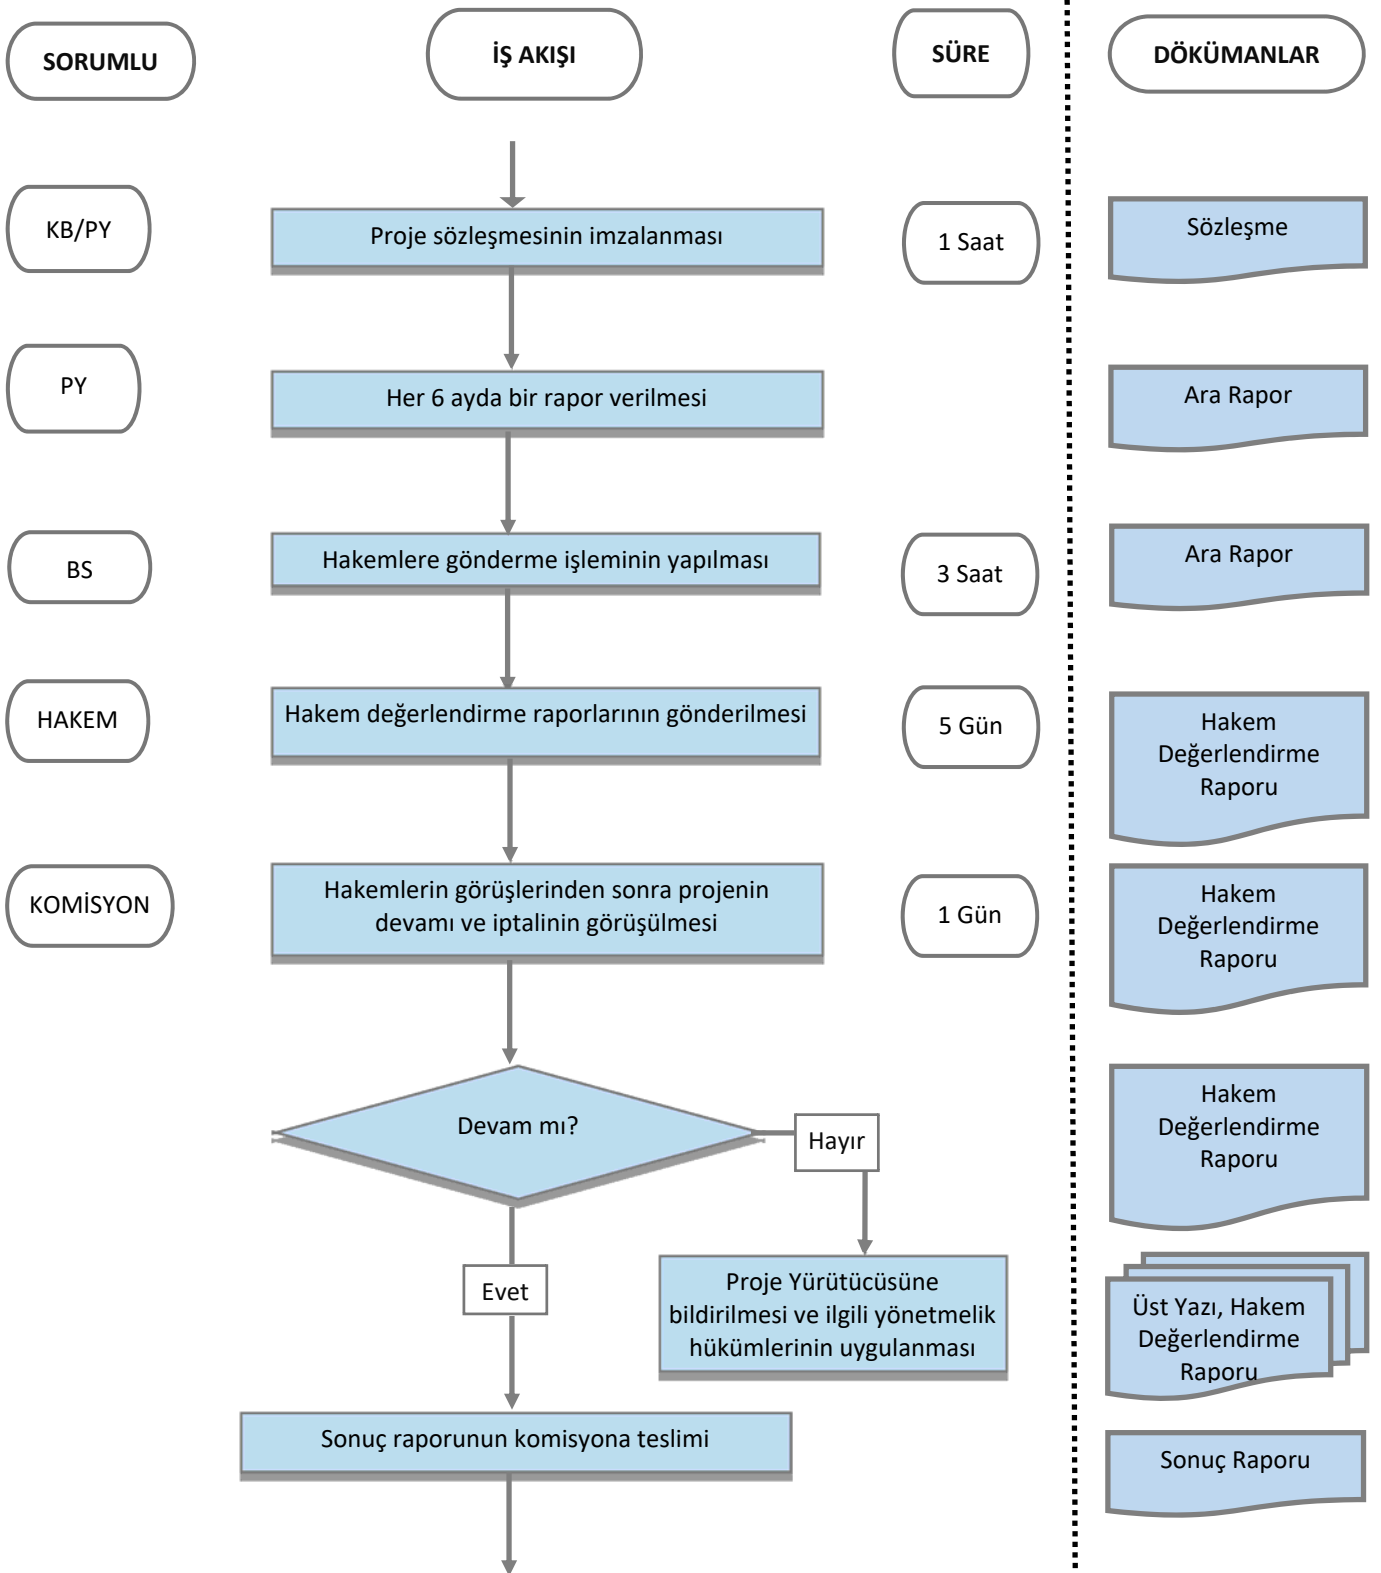 SORUMLU
İŞ AKIŞI
SÜRE
DÖKÜMANLAR
KB/PY
Proje sözleşmesinin imzalanması
1 Saat
Sözleşme
PY
Her 6 ayda bir rapor verilmesi
Ara Rapor
BS
Hakemlere gönderme işleminin yapılması
3 Saat
Ara Rapor
HAKEM
Hakem değerlendirme raporlarının gönderilmesi
5 Gün
Hakem
Değerlendirme
Raporu
KOMİSYON
Hakemlerin görüşlerinden sonra projenin
devamı ve iptalinin görüşülmesi
1 Gün
Hakem
Değerlendirme
Raporu
Devam mı?
Hayır
Hakem
Değerlendirme
Raporu
Evet
Proje Yürütücüsüne
bildirilmesi ve ilgili yönetmelik
hükümlerinin uygulanması
Üst Yazı, Hakem
Değerlendirme
Raporu
Sonuç raporunun komisyona teslimi
Sonuç Raporu